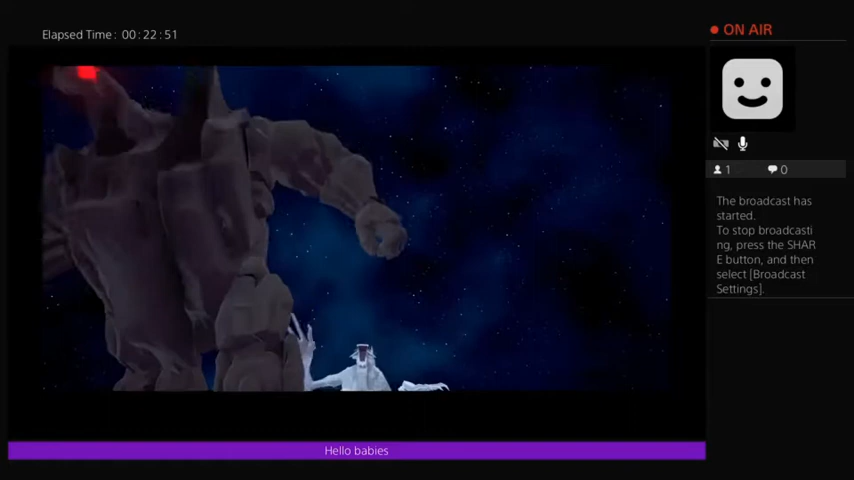 Elapsed Time: 00:22:51
ON AIR
1
0
The broadcast has
started.
To stop broadcasti
ng, press the SHAR
E button, and then
select [Broadcast
Settings].
Hello babies